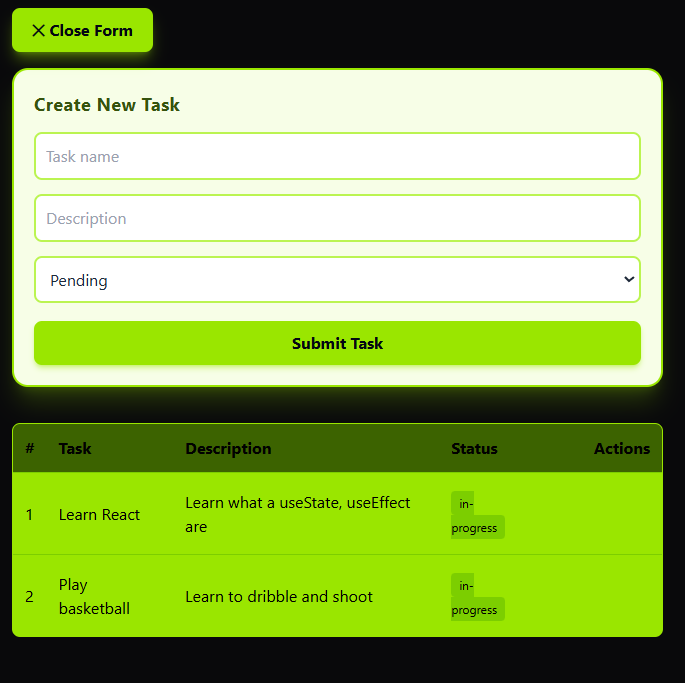 ✕ Close Form
Create New Task
Task name
Description
Pending
Submit Task
# Task Description Status Actions
1 Learn React Learn what a useState, useEffect are in-progress
2 Play basketball Learn to dribble and shoot in-progress